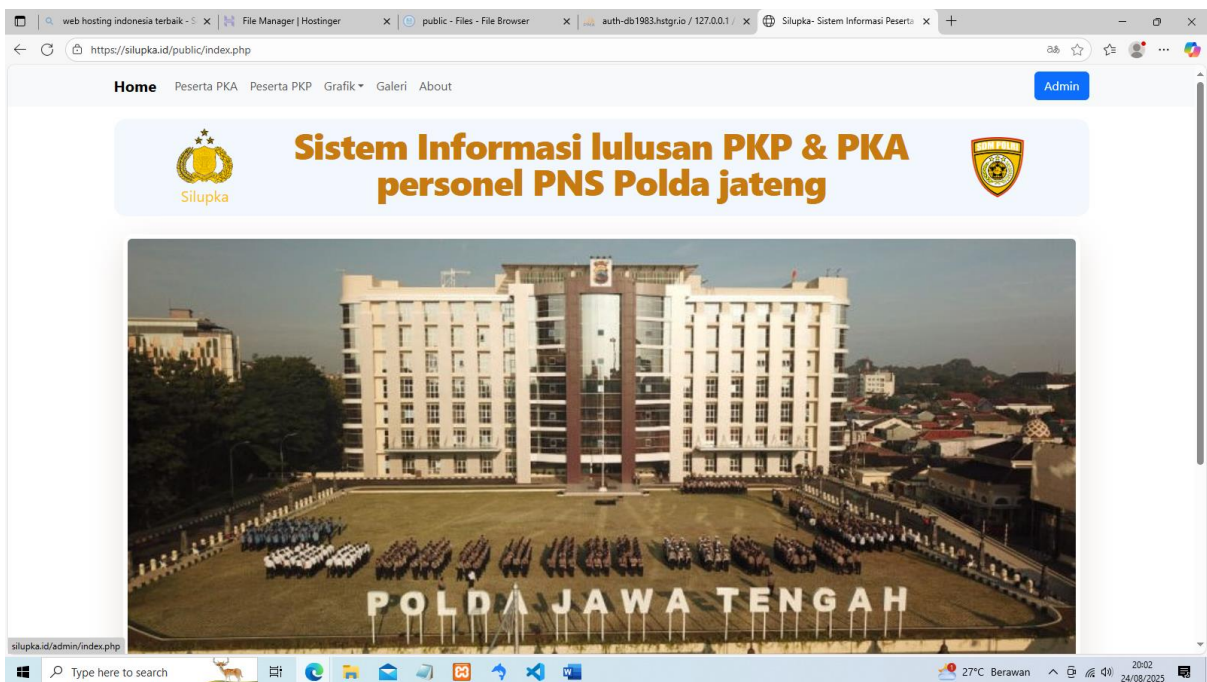 web hosting indonesia terbaik - S
File Manager | Hostinger
public - Files - File Browser
auth-db1983.hstgr.io / 127.0.0.1 /
Silupka- Sistem Informasi Peserta
https://silupka.id/public/index.php
Home Peserta PKA Peserta PKP Grafik Galeri About
Admin
Silupka
Sistem Informasi lulusan PKP & PKA
personel PNS Polda jateng
SDM POLRI
POLDA JAWA TENGAH
silupka.id/admin/index.php
Type here to search
27°C Berawan
20:02
24/08/2025